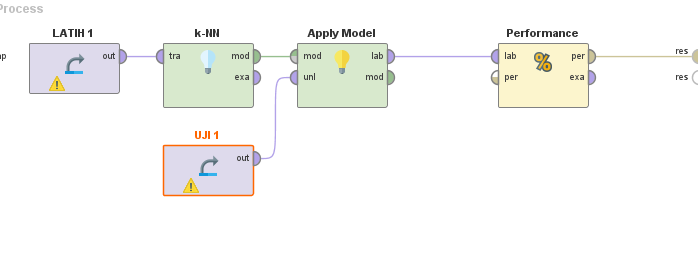 Process
LATIH 1
k-NN
Apply Model
Performance
np
out
tra
mod
exa
mod
unl
lab
mod
lab
per
per
exa
res
res
%
UJI 1
out